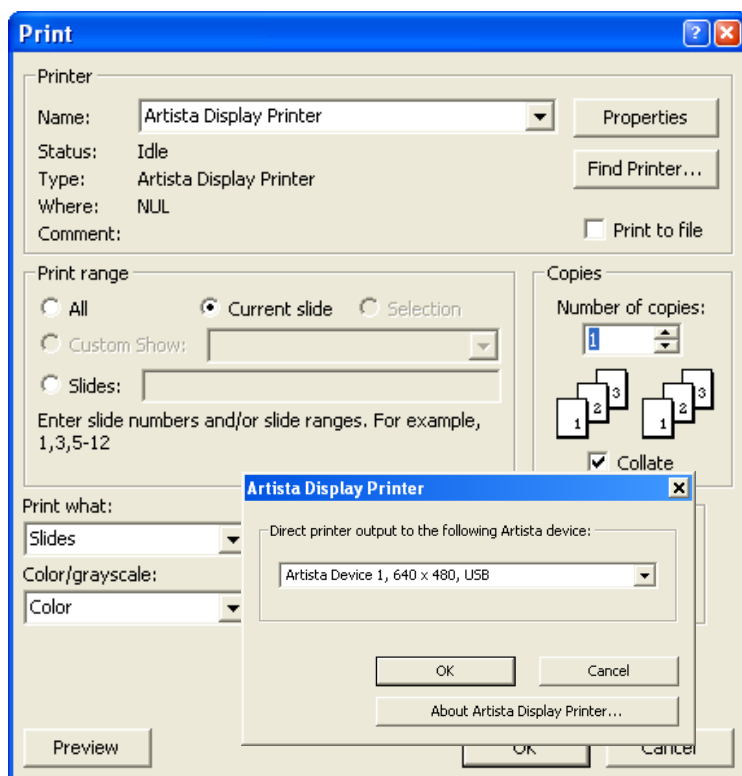 Print
Printer
Name: Artista Display Printer Properties
Status: Idle
Type: Artista Display Printer Find Printer...
Where: NUL
Comment: Print to file
Print range
All Current slide Selection
Custom Show:
Slides:
Enter slide numbers and/or slide ranges. For example,
1,3,5-12
Copies
Number of copies:
1
1 2 3 1 2 3
Collate
Print what:
Slides
Color/grayscale:
Color
Artista Display Printer
Direct printer output to the following Artista device:
Artista Device 1, 640 x 480, USB
OK Cancel
About Artista Display Printer...
Preview OK Cancel